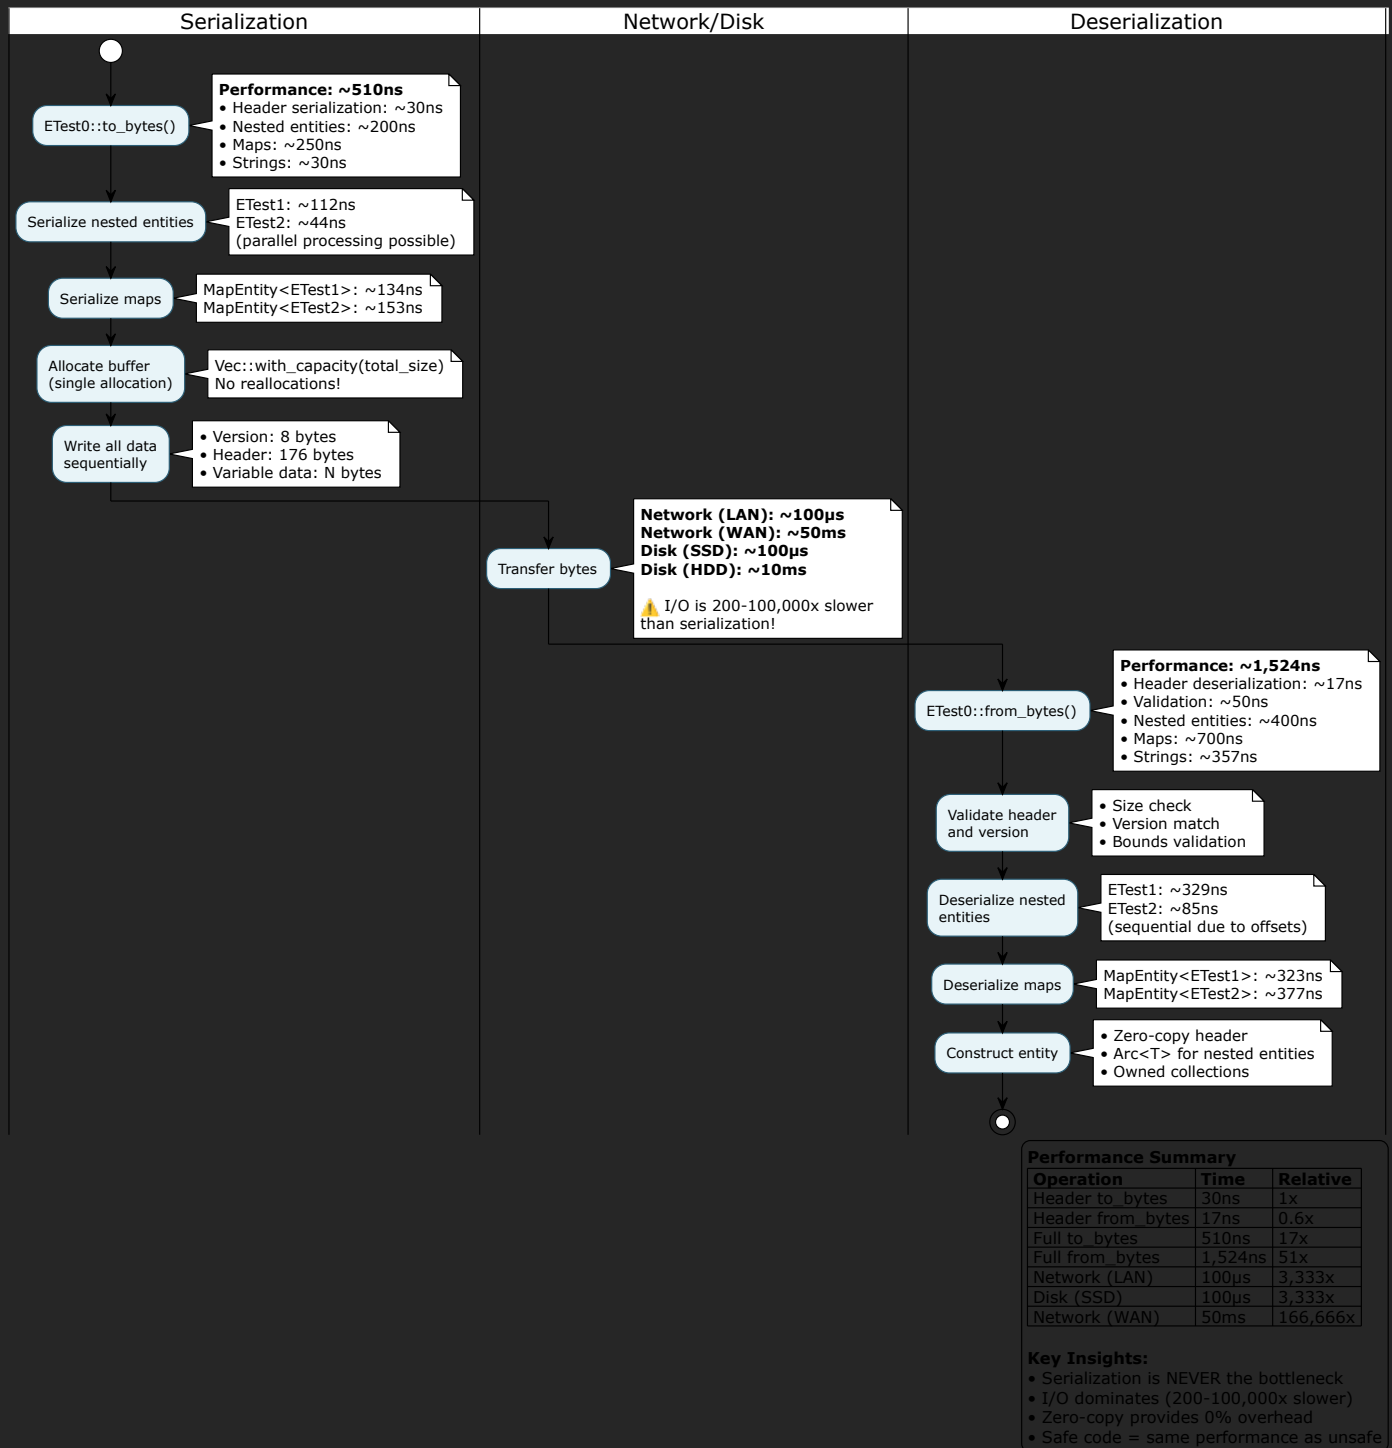 Serialization
Network/Disk
Deserialization
ETest0::to_bytes()
Performance: ~510ns
• Header serialization: ~30ns
• Nested entities: ~200ns
• Maps: ~250ns
• Strings: ~30ns
Serialize nested entities
ETest1: ~112ns
ETest2: ~44ns
(parallel processing possible)
Serialize maps
MapEntity<ETest1>: ~134ns
MapEntity<ETest2>: ~153ns
Allocate buffer
(single allocation)
Vec::with_capacity(total_size)
No reallocations!
Write all data
sequentially
• Version: 8 bytes
• Header: 176 bytes
• Variable data: N bytes
Transfer bytes
Network (LAN): ~100µs
Network (WAN): ~50ms
Disk (SSD): ~100µs
Disk (HDD): ~10ms
⚠️ I/O is 200-100,000x slower
than serialization!
ETest0::from_bytes()
Performance: ~1,524ns
• Header deserialization: ~17ns
• Validation: ~50ns
• Nested entities: ~400ns
• Maps: ~700ns
• Strings: ~357ns
Validate header
and version
• Size check
• Version match
• Bounds validation
Deserialize nested
entities
ETest1: ~329ns
ETest2: ~85ns
(sequential due to offsets)
Deserialize maps
MapEntity<ETest1>: ~323ns
MapEntity<ETest2>: ~377ns
Construct entity
• Zero-copy header
• Arc<T> for nested entities
• Owned collections
Performance Summary
Operation Time Relative
Header to_bytes 30ns 1x
Header from_bytes 17ns 0.6x
Full to_bytes 510ns 17x
Full from_bytes 1,524ns 51x
Network (LAN) 100µs 3,333x
Disk (SSD) 100µs 3,333x
Network (WAN) 50ms 166,666x
Key Insights:
• Serialization is NEVER the bottleneck
• I/O dominates (200-100,000x slower)
• Zero-copy provides 0% overhead
• Safe code = same performance as unsafe